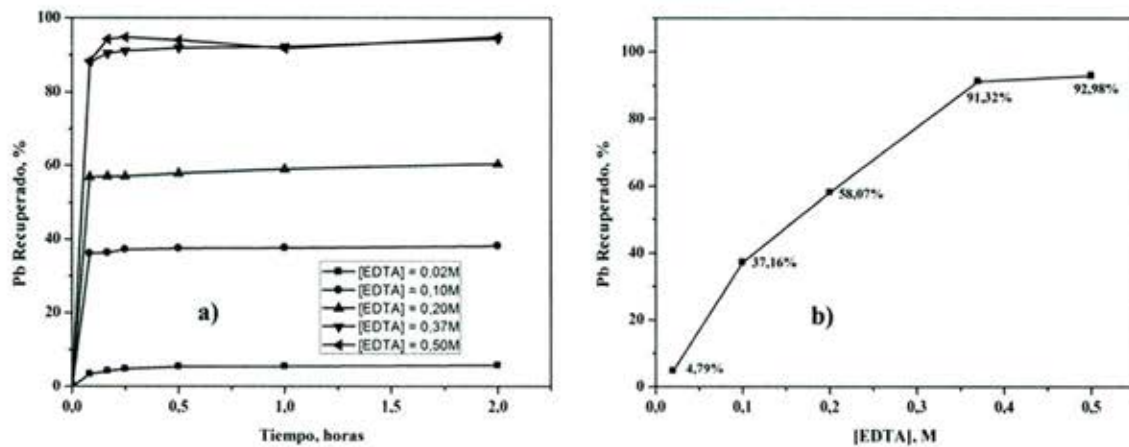 100
80
60
40
20
0
Pb Recuperado, %
0,0
0,5
1,0
1,5
2,0
Tiempo, horas
[EDTA] = 0,02M
[EDTA] = 0,10M
[EDTA] = 0,20M
[EDTA] = 0,37M
[EDTA] = 0,50M
a)
100
80
60
40
20
0
Pb Recuperado, %
0,0
0,1
0,2
0,3
0,4
0,5
[EDTA], M
4,79%
37,16%
58,07%
91,32%
92,98%
b)